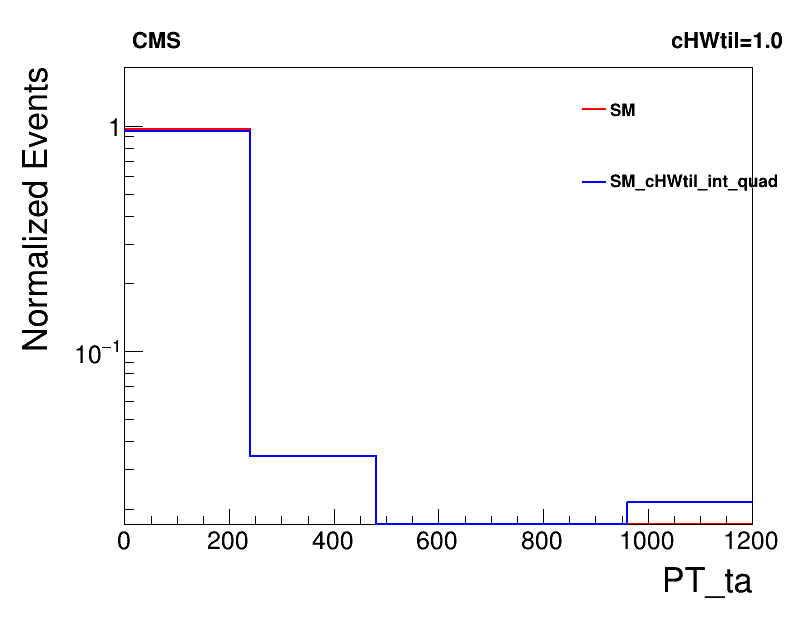 CMS
cHWtil=1.0
Normalized Events
1
10⁻¹
SM
SM_cHWtil_int_quad
0 200 400 600 800 1000 1200
PT_ta